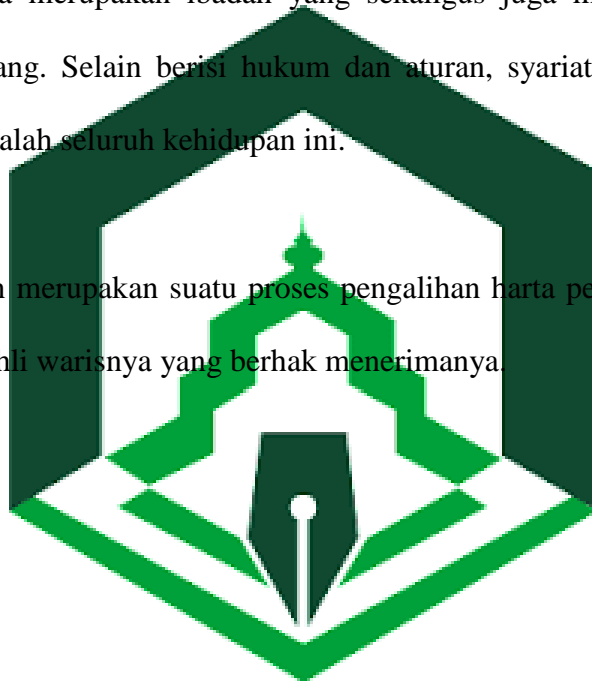 a merupakan ibadah yang sekaligus juga m
ang. Selain berisi hukum dan aturan, syariat
alah seluruh kehidupan ini.
n merupakan suatu proses pengalihan harta pe
hli warisnya yang berhak menerimanya.